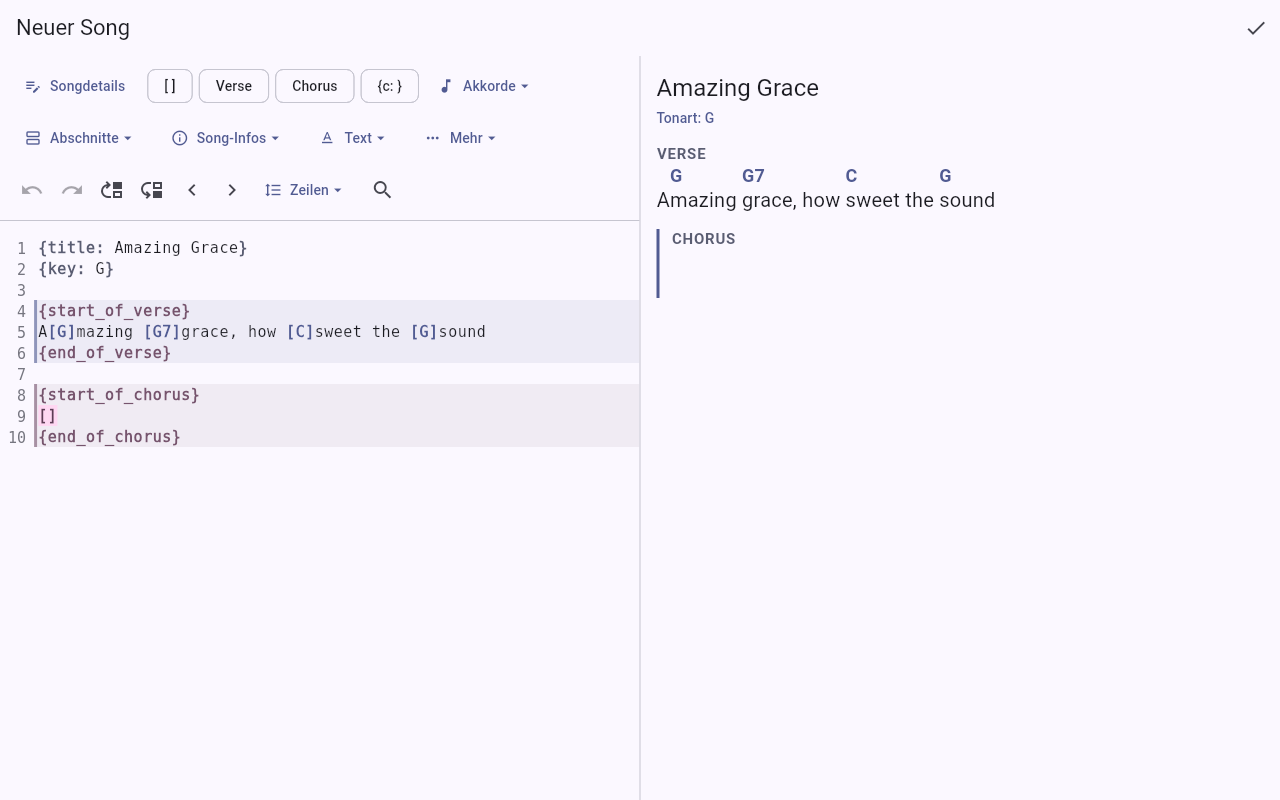 Neuer Song
Songdetails [ ] Verse Chorus {c: } Akkorde
Abschnitte Song-Infos Text Mehr
Zeilen
1 {title: Amazing Grace}
2 {key: G}
3
4 {start_of_verse}
5 A[G]mazing [G7]grace, how [C]sweet the [G]sound
6 {end_of_verse}
7
8 {start_of_chorus}
9 []
10 {end_of_chorus}
Amazing Grace
Tonart: G
VERSE
G G7 C G
Amazing grace, how sweet the sound
CHORUS